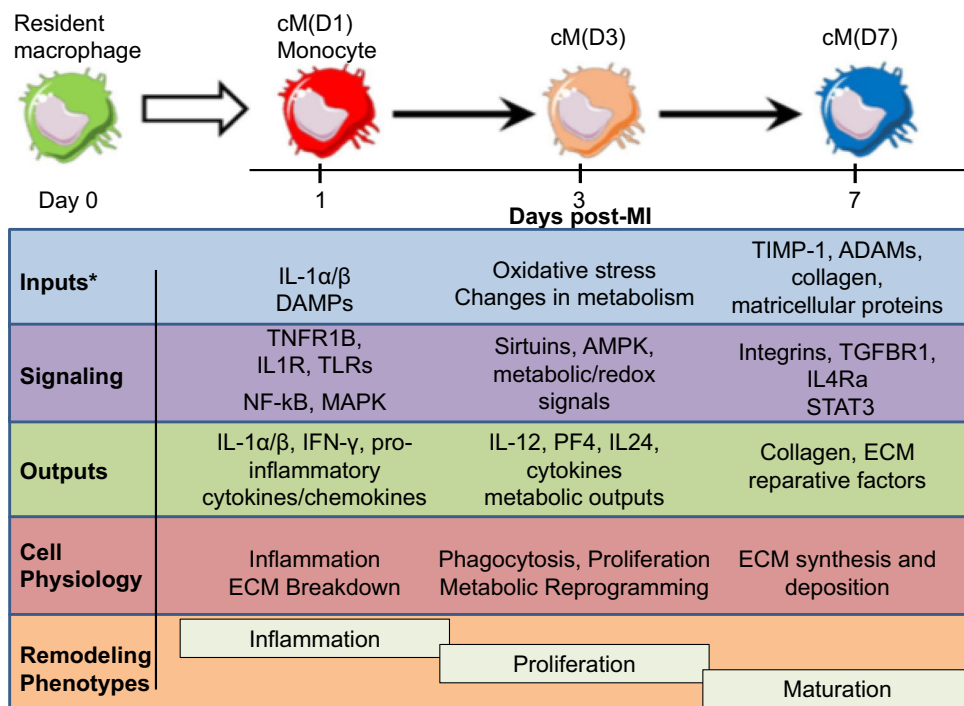 Resident
macrophage
cM(D1)
Monocyte
cM(D3)
cM(D7)
Day 0
1
3
7
Days post-MI
Inputs*
IL-1α/β
DAMPs
Oxidative stress
Changes in metabolism
TIMP-1, ADAMs,
collagen,
matricellular proteins
Signaling
TNFR1B,
IL1R, TLRs
NF-kB, MAPK
Sirtuins, AMPK,
metabolic/redox
signals
Integrins, TGFBR1,
IL4Ra
STAT3
Outputs
IL-1α/β, IFN-γ, pro-
inflammatory
cytokines/chemokines
IL-12, PF4, IL24,
cytokines
metabolic outputs
Collagen, ECM
reparative factors
Cell
Physiology
Inflammation
ECM Breakdown
Phagocytosis, Proliferation
Metabolic Reprogramming
ECM synthesis and
deposition
Remodeling
Phenotypes
Inflammation
Proliferation
Maturation